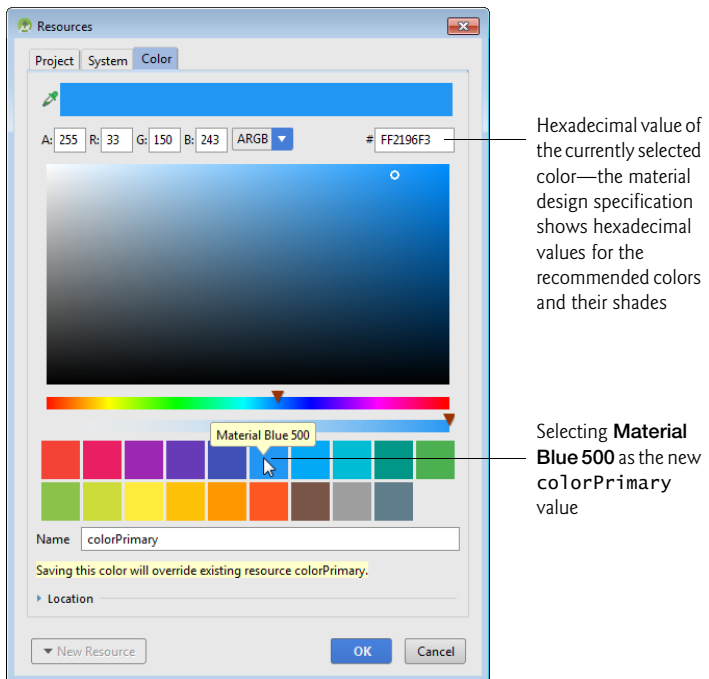 Resources
Project System Color
A: 255 R: 33 G: 150 B: 243 ARGB # FF2196F3
Material Blue 500
Name colorPrimary
Saving this color will override existing resource colorPrimary.
Location
New Resource OK Cancel
Hexadecimal value of
the currently selected
color—the material
design specification
shows hexadecimal
values for the
recommended colors
and their shades
Selecting Material
Blue 500 as the new
colorPrimary
value